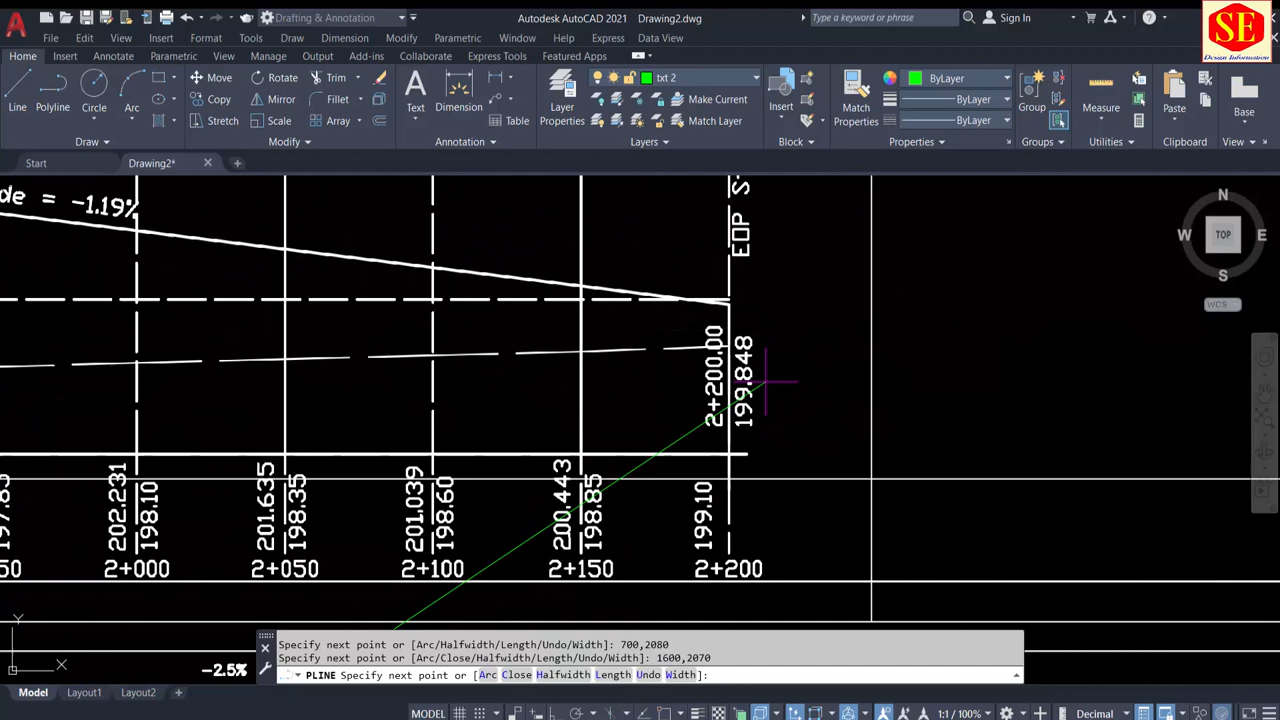 Drafting & Annotation
Autodesk AutoCAD 2021 Drawing2.dwg
Type a keyword or phrase
Sign In
SE
Design Information
File Edit View Insert Format Tools Draw Dimension Modify Parametric Window Help Express Data View
Home Insert Annotate Parametric View Manage Output Add-ins Collaborate Express Tools Featured Apps
Line Polyline Circle Arc
Move Rotate Trim
Copy Mirror Fillet
Stretch Scale Array
Text Dimension Table
Layer Properties
txt 2
Make Current
Match Layer
Insert
Match Properties
ByLayer
ByLayer
ByLayer
Group
Measure
Paste
Base
Draw Modify Annotation Layers Block Properties Groups Utilities Clipboard View
Start Drawing2*
de = -1.19%
EOP
N
W TOP E
S
WCS
2+200.00
199.848
202.231
198.10
201.635
198.35
201.039
198.60
200.443
198.85
199.10
2+000 2+050 2+100 2+150 2+200
Y
X
-2.5%
Specify next point or [Arc/Halfwidth/Length/Undo/Width]: 700,2080
Specify next point or [Arc/Close/Halfwidth/Length/Undo/Width]: 1600,2070
PLINE Specify next point or [Arc Close Halfwidth Length Undo Width]:
Model Layout1 Layout2
MODEL
1:1 / 100%
Decimal